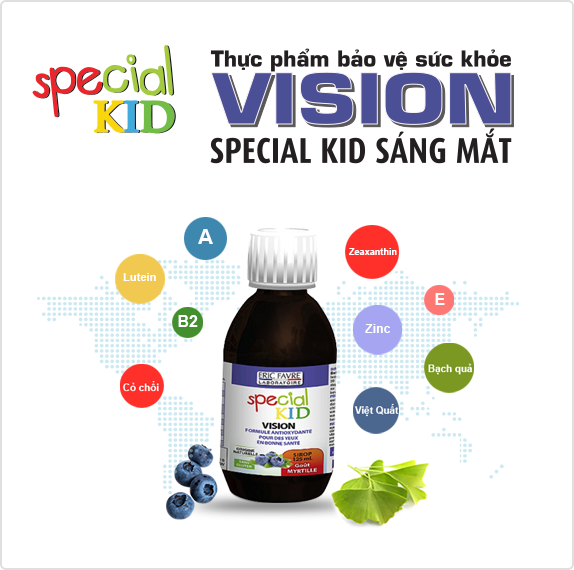 special
KID
Thực phẩm bảo vệ sức khỏe
VISION
SPECIAL KID SÁNG MẮT
A
Zeaxanthin
Lutein
E
B2
Zinc
Bạch quả
Cỏ chổi
Việt Quất
ERIC FAVRE
LABORATOIRE
special
KID
VISION
FORMULE ANTIOXYDANTE
POUR DES YEUX
EN BONNE SANTÉ
SIROP
125 mL
Goût
MYRTILLE